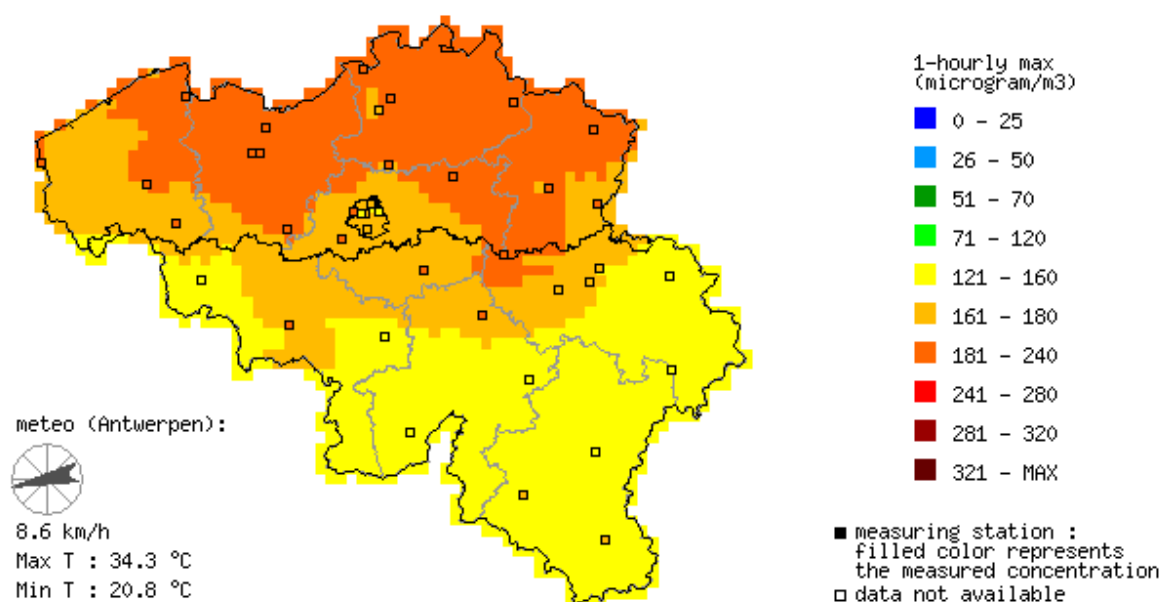 1-hourly max
(microgram/m3)
0 - 25
26 - 50
51 - 70
71 - 120
121 - 160
161 - 180
181 - 240
241 - 280
281 - 320
321 - MAX
meteo (Antwerpen):
8.6 km/h
Max T : 34.3 °C
Min T : 20.8 °C
measuring station :
filled color represents
the measured concentration
data not available